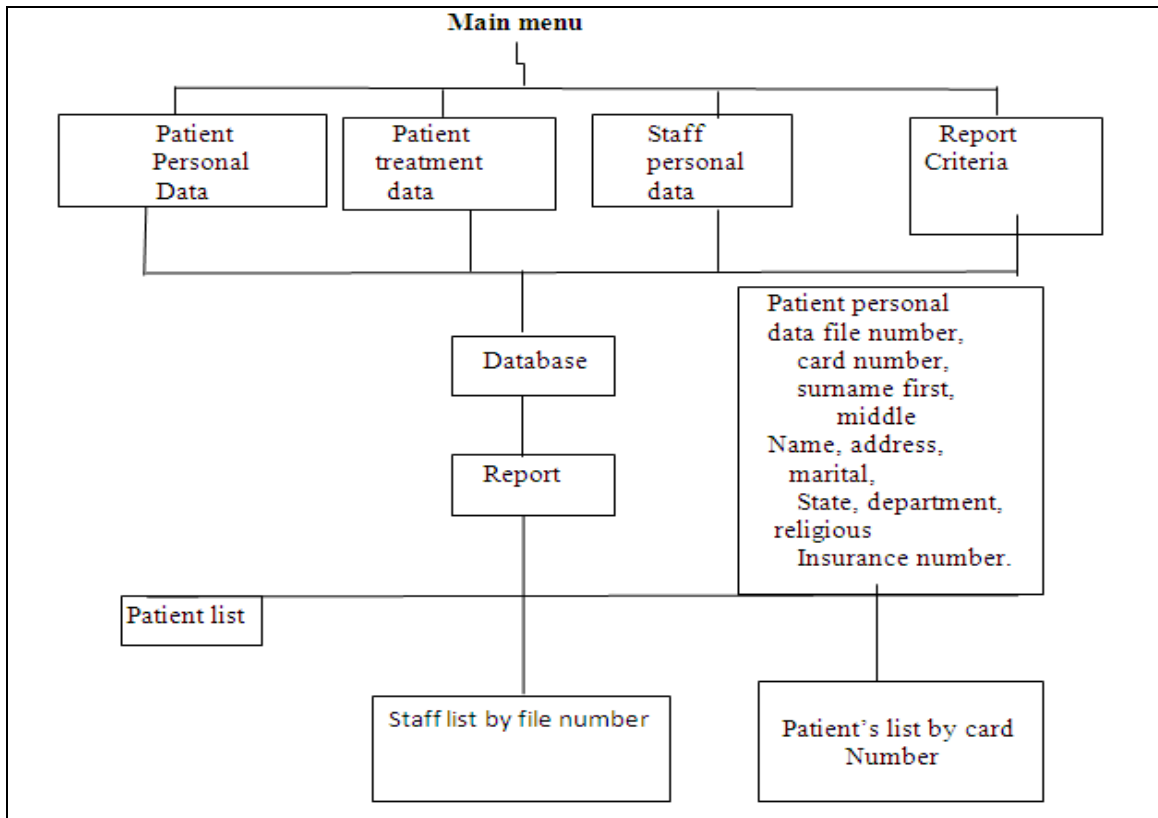 Main menu
Patient
Personal
Data
Patient
treatment
data
Staff
personal
data
Report
Criteria
Database
Report
Patient personal
data file number,
card number,
surname first,
middle
Name, address,
marital,
State, department,
religious
Insurance number.
Patient list
Staff list by file number
Patient's list by card
Number